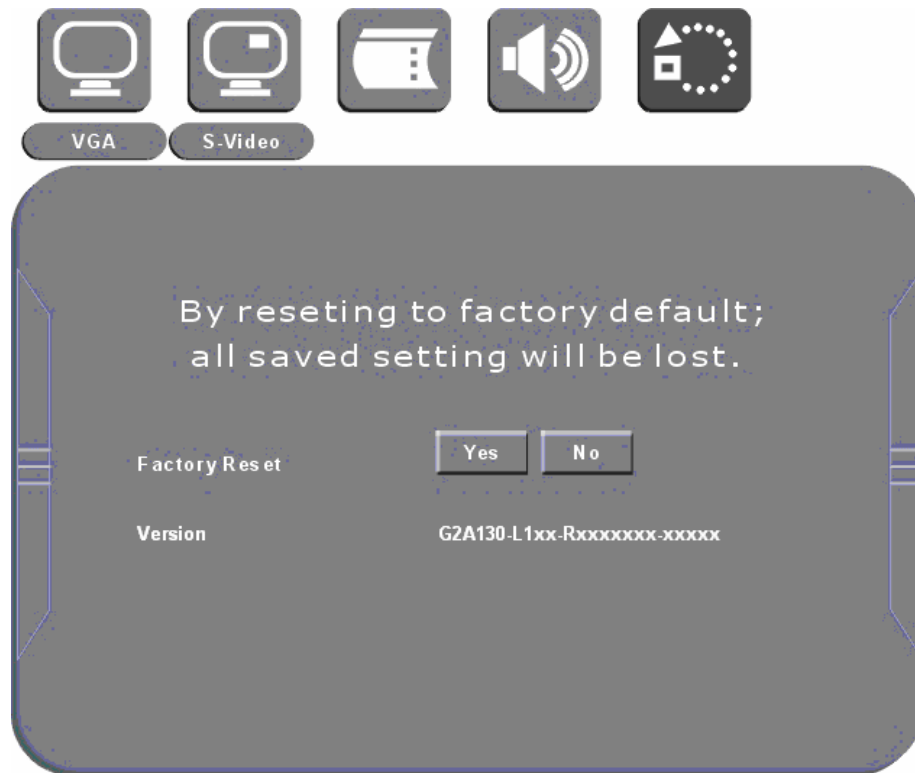 VGA S-Video
By reseting to factory default;
all saved setting will be lost.
Factory Reset Yes No
Version G2A130-L1xx-Rxxxxxxx-xxxxx